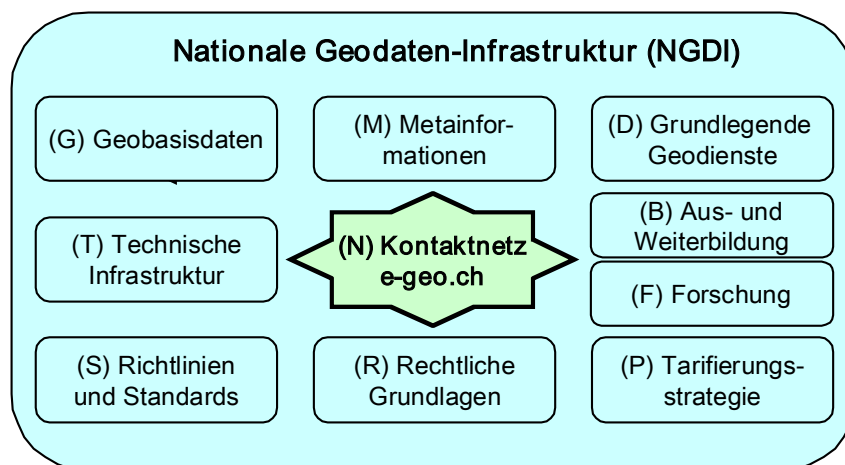 Nationale Geodaten-Infrastruktur (NGDI)
(G) Geobasisdaten
(M) Metainfor-
mationen
(D) Grundlegende
Geodienste
(T) Technische
Infrastruktur
(N) Kontaktnetz
e-geo.ch
(B) Aus- und
Weiterbildung
(F) Forschung
(S) Richtlinien
und Standards
(R) Rechtliche
Grundlagen
(P) Tarifierungs-
strategie